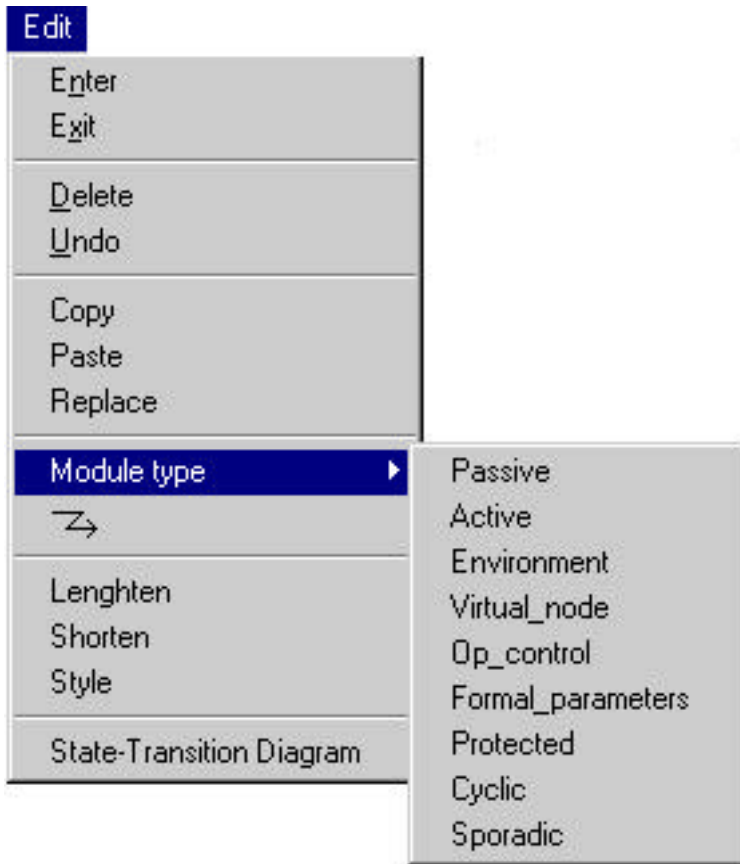 Edit
Enter
Exit
Delete
Undo
Copy
Paste
Replace
Module type
Lenghten
Shorten
Style
State-Transition Diagram
Passive
Active
Environment
Virtual_node
Op_control
Formal_parameters
Protected
Cyclic
Sporadic